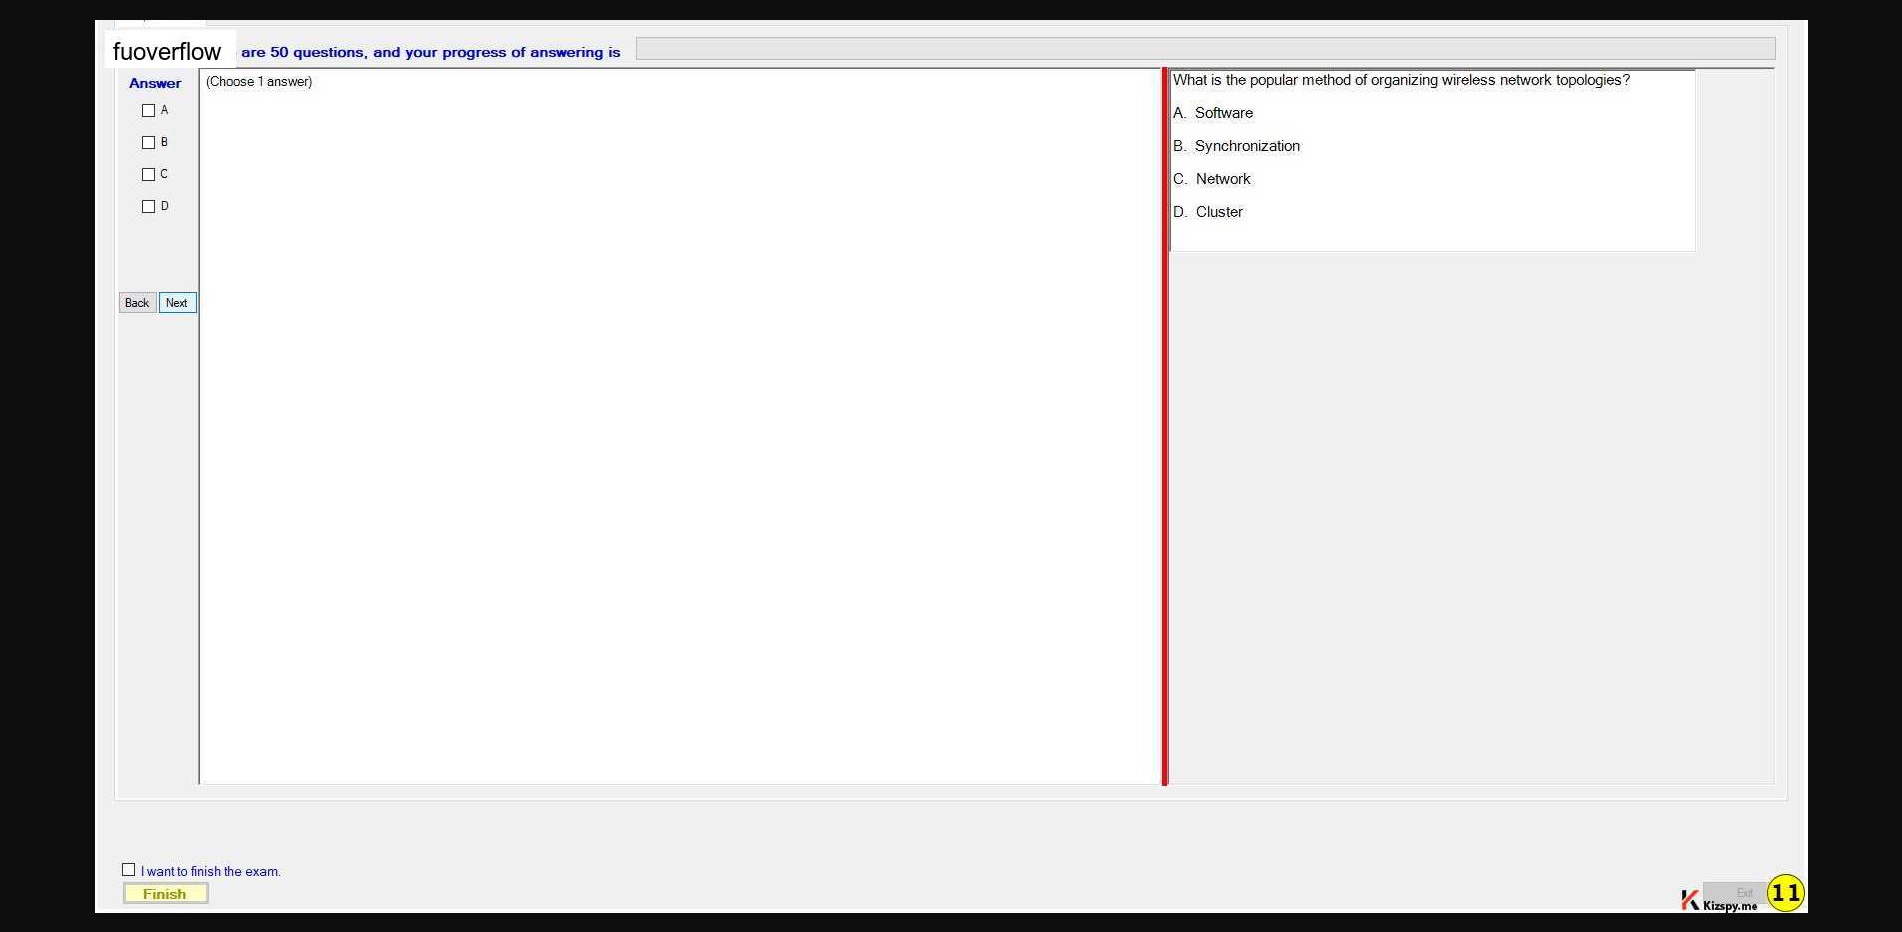 fuoverflow are 50 questions, and your progress of answering is
Answer
A
B
C
D
Back Next
(Choose 1 answer)
What is the popular method of organizing wireless network topologies?
A. Software
B. Synchronization
C. Network
D. Cluster
I want to finish the exam.
Finish
Exit
Kizspy.me
11